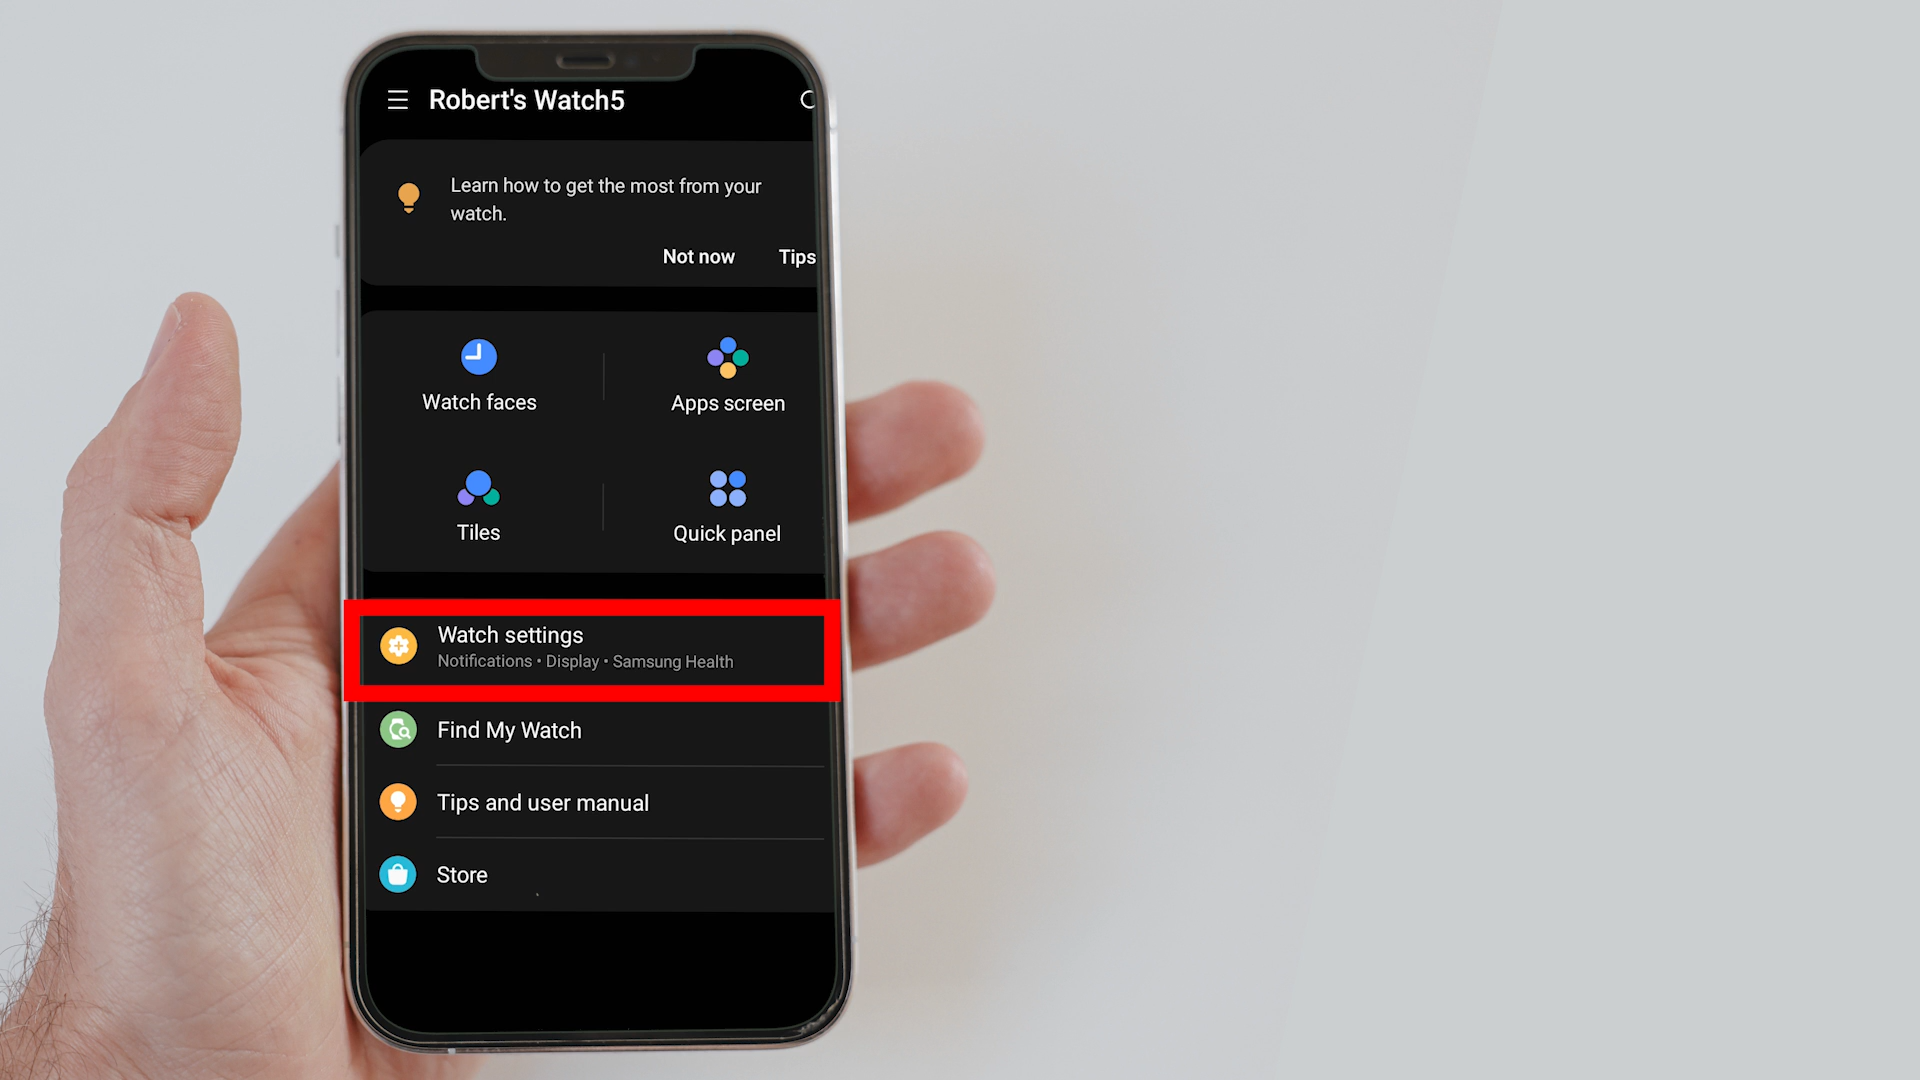 Robert's Watch5
Learn how to get the most from your
watch.
Not now Tips
Watch faces Apps screen
Tiles Quick panel
Watch settings
Notifications • Display • Samsung Health
Find My Watch
Tips and user manual
Store